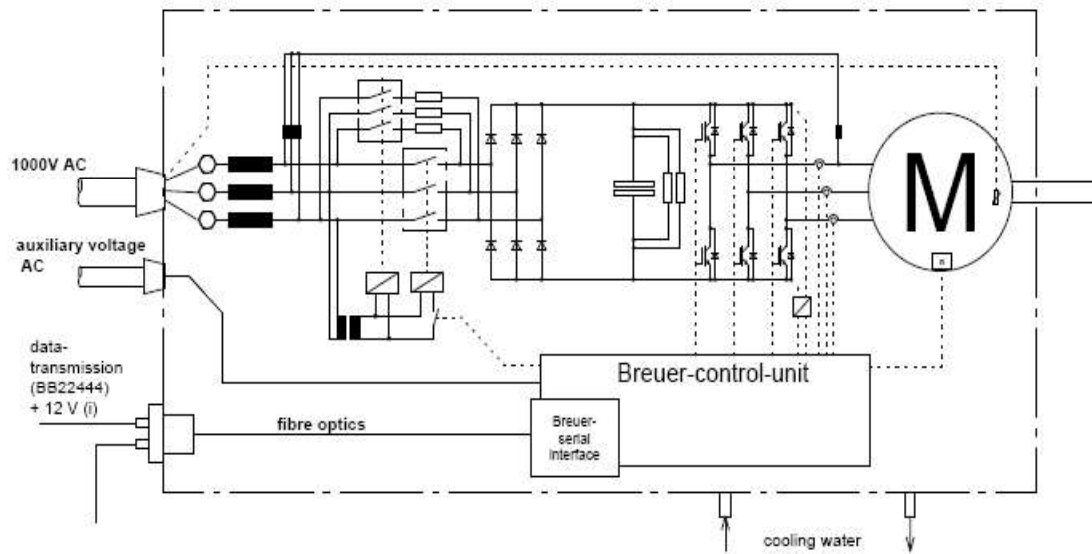 1000V AC
auxiliary voltage
AC
data-
transmission
(BB22444)
+ 12 V (i)
fibre optics
M
n
Breuer-control-unit
Breuer-
serial
interface
cooling water